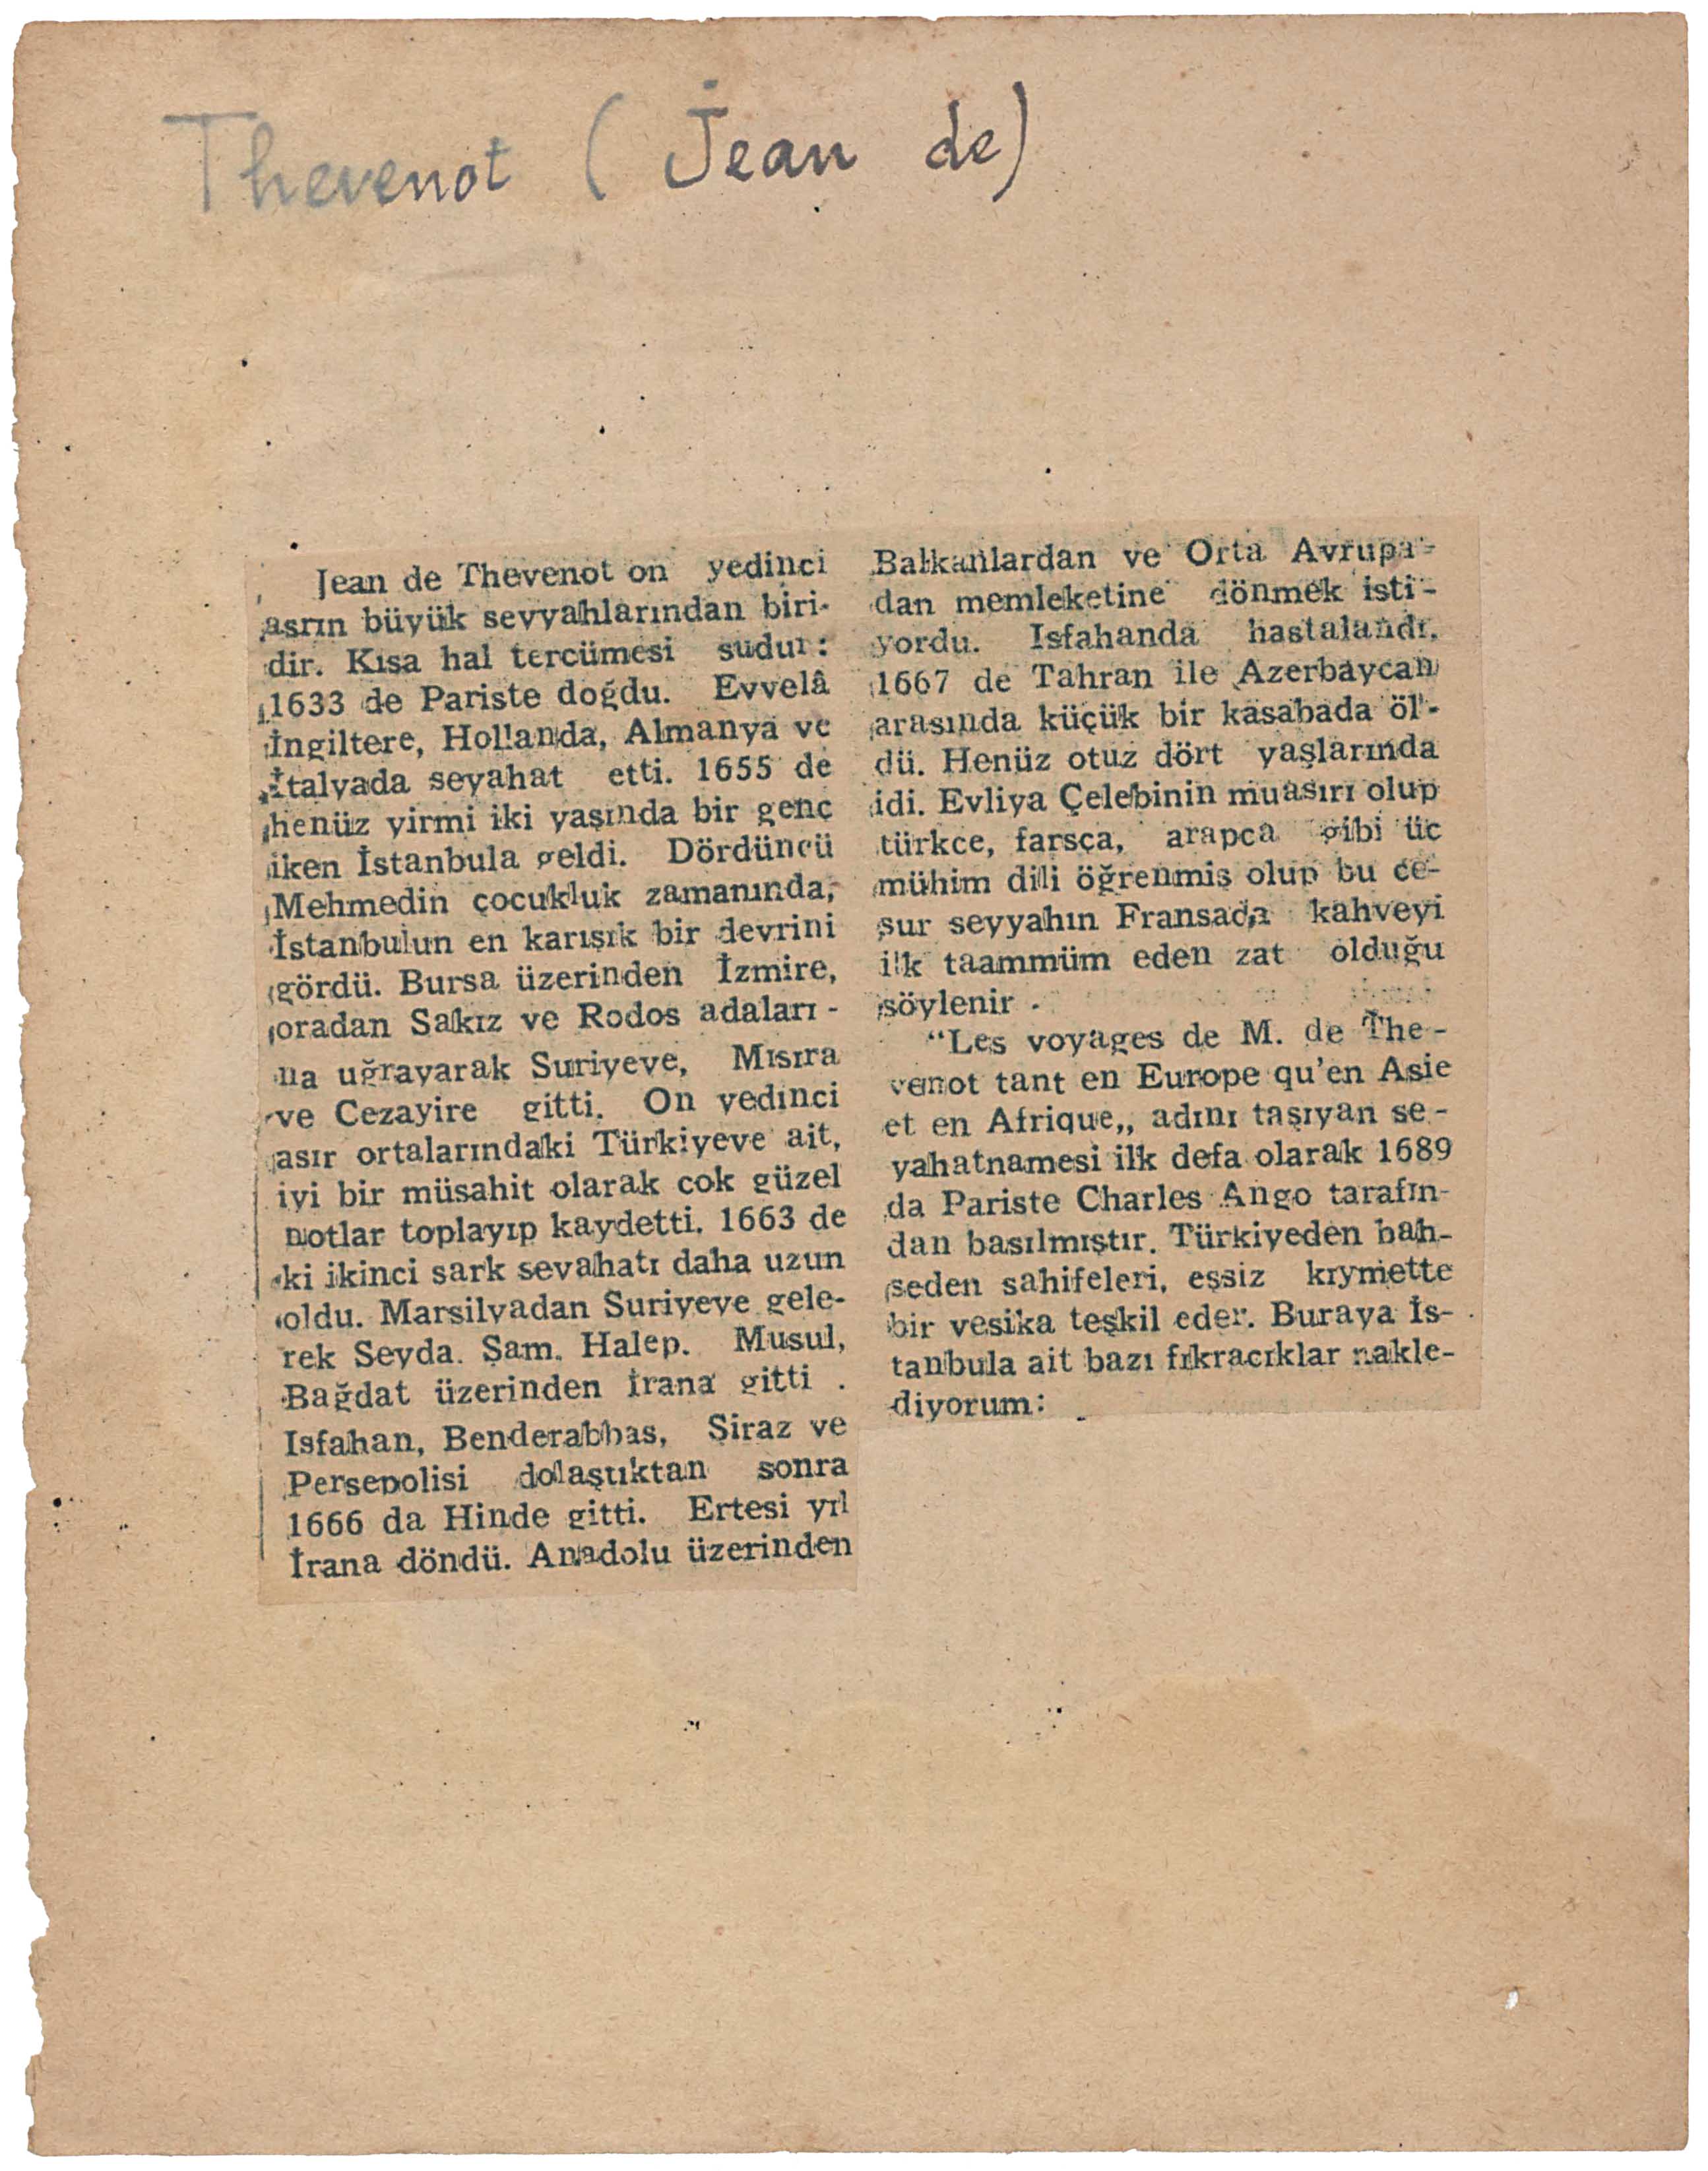 Thevenot (Jean de)
Jean de Thevenot on yedinci
asrın büyük seyyahlarından biri-
dir. Kısa hal tercümesi şudur:
1633 de Pariste doğdu. Evvelâ
İngiltere, Hollanda, Almanya ve
İtalyada seyahat etti. 1655 de
henüz yirmi iki yaşında bir genç
iken İstanbula geldi. Dördüncü
Mehmedin çocukluk zamanında,
İstanbulun en karışık bir devrini
gördü. Bursa üzerinden İzmire,
oradan Sakız ve Rodos adaları-
na uğrayarak Suriyeye, Mısıra
ve Cezayire gitti. On yedinci
asır ortalarındaki Türkiyeye ait,
iyi bir müşahit olarak çok güzel
notlar toplayıp kaydetti. 1663 de
ki ikinci şark seyahatı daha uzun
oldu. Marsilyadan Suriyeye gele-
rek Seyda. Şam. Halep. Musul,
Bağdat üzerinden İrana gitti .
Isfahan, Benderabbas, Şiraz ve
Persepolisi dolaştıktan sonra
1666 da Hinde gitti. Ertesi yıl
İrana döndü. Anadolu üzerinden
Balkanlardan ve Orta Avrupa-
dan memleketine dönmek isti-
yordu. Isfahanda hastalandı.
1667 de Tahran ile Azerbaycan
arasında küçük bir kasabada öl-
dü. Henüz otuz dört yaşlarında
idi. Evliya Çelebinin muasırı olup
türkçe, farsça, arapça gibi üç
mühim dili öğrenmiş olup bu ce-
sur seyyahın Fransada kahveyi
ilk taammüm eden zat olduğu
söylenir .
"Les voyages de M. de The-
venot tant en Europe qu'en Asie
et en Afrique,, adını taşıyan se-
yahatnamesi ilk defa olarak 1689
da Pariste Charles Ango tarafın-
dan basılmıştır. Türkiyeden bah-
seden sahifeleri, eşsiz kıymette
bir vesika teşkil eder. Buraya İs-
tanbula ait bazı fıkracıklar nakle-
diyorum: